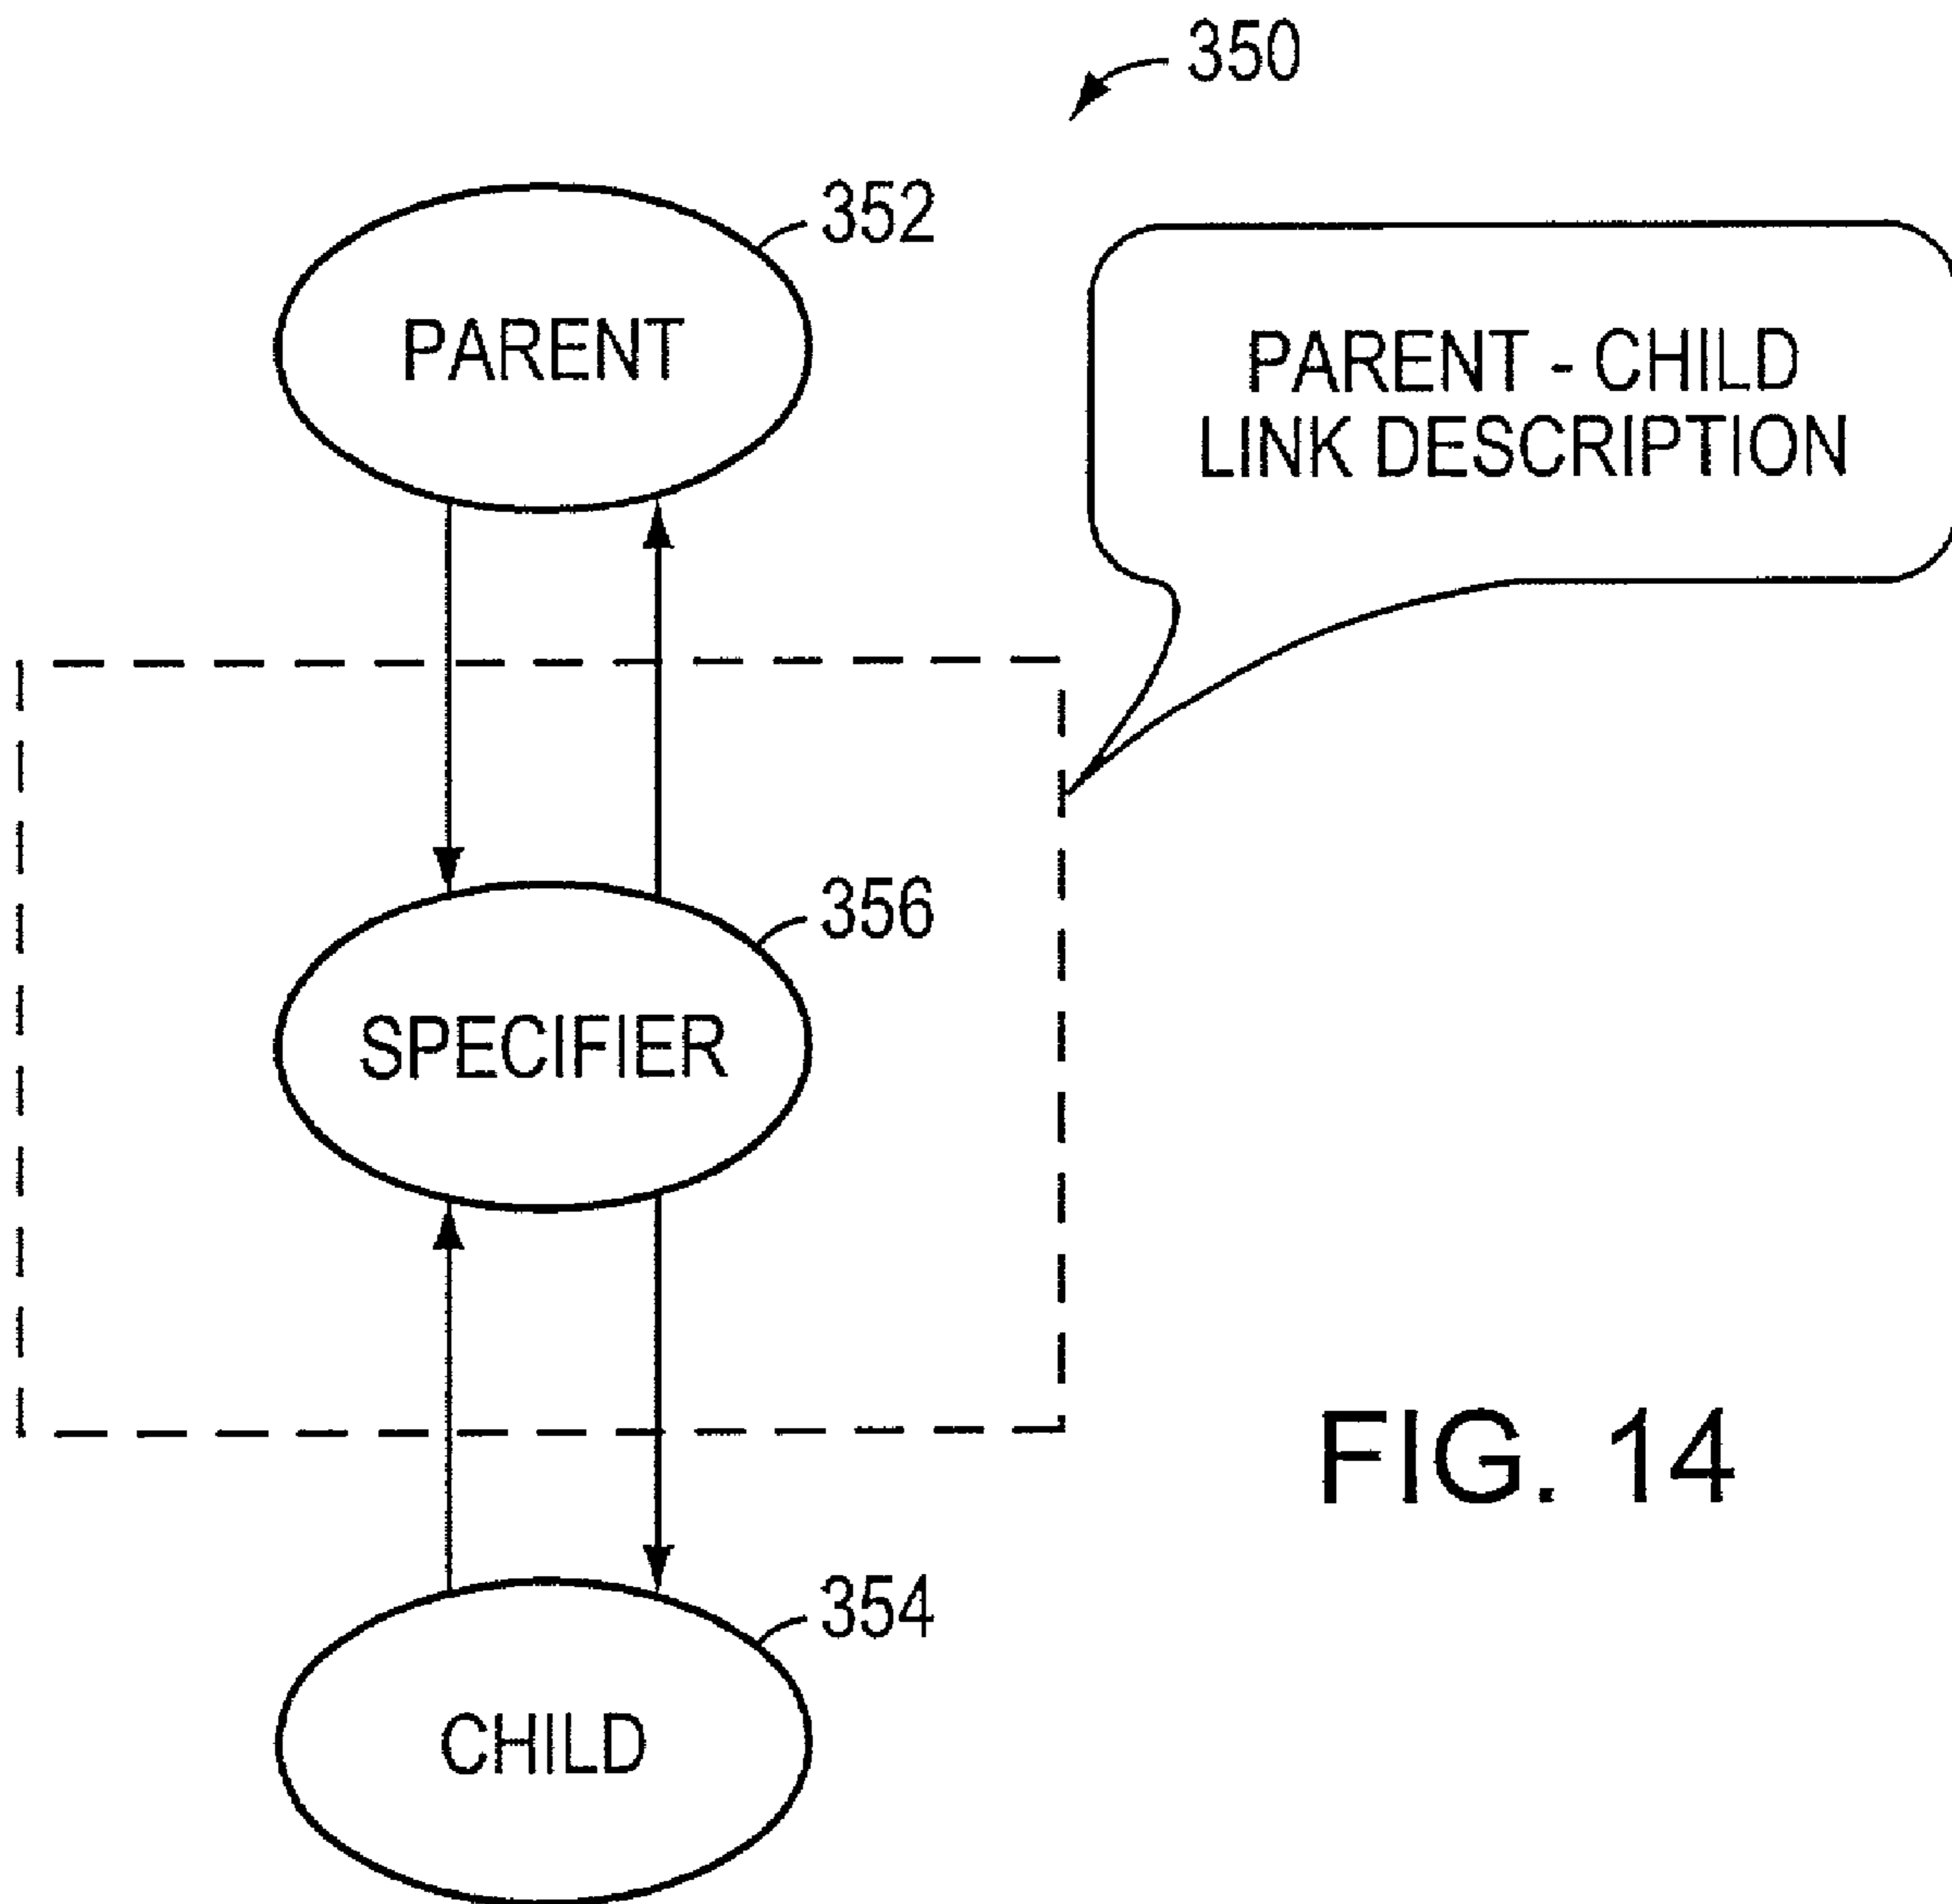 350
352
PARENT
PARENT - CHILD
LINK DESCRIPTION
356
SPECIFIER
354
CHILD
FIG. 14